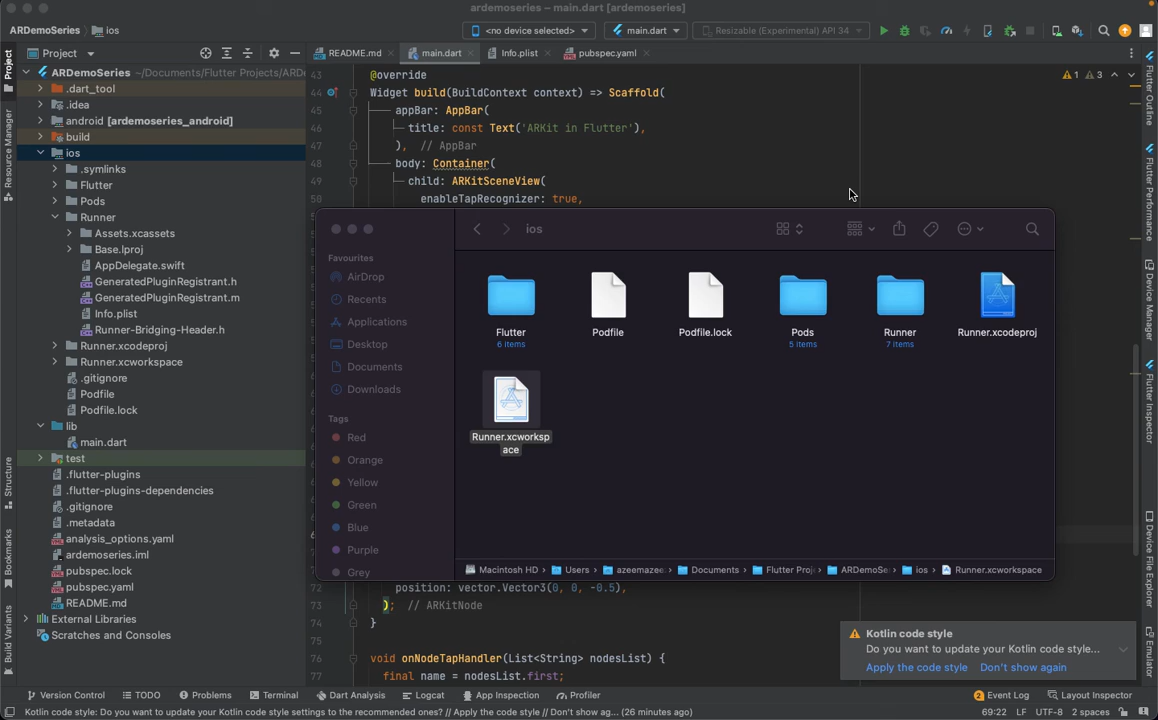 ardemoseries – main.dart [ardemoseries]
ARDemoSeries
ios
<no device selected>
main.dart
Resizable (Experimental) API 34
Project
README.md
main.dart
Info.plist
pubspec.yaml
Project
Resource Manager
Structure
Bookmarks
Build Variants
ARDemoSeries ~/Documents/Flutter Projects/ARDe
.dart_tool
.idea
android [ardemoseries_android]
build
ios
.symlinks
Flutter
Pods
Runner
Assets.xcassets
Base.lproj
AppDelegate.swift
GeneratedPluginRegistrant.h
GeneratedPluginRegistrant.m
Info.plist
Runner-Bridging-Header.h
Runner.xcodeproj
Runner.xcworkspace
.gitignore
Podfile
Podfile.lock
lib
main.dart
test
.flutter-plugins
.flutter-plugins-dependencies
.gitignore
.metadata
analysis_options.yaml
ardemoseries.iml
pubspec.lock
pubspec.yaml
README.md
External Libraries
Scratches and Consoles
43 @override
44 Widget build(BuildContext context) => Scaffold(
45 appBar: AppBar(
46 title: const Text('ARKit in Flutter'),
47 ), // AppBar
48 body: Container(
49 child: ARKitSceneView(
50 enableTapRecognizer: true,
1 3
ios
Favourites
AirDrop
Recents
Applications
Desktop
Documents
Downloads
Tags
Red
Orange
Yellow
Green
Blue
Purple
Grey
Flutter
6 items
Podfile
Podfile.lock
Pods
5 items
Runner
7 items
Runner.xcodeproj
Runner.xcworksp
ace
Macintosh HD › Users › azeemazee › Documents › Flutter Proj › ARDemoSe › ios › Runner.xcworkspace
72 position: vector.Vector3(0, 0, -0.5),
73 ); // ARKitNode
74 }
75
76 void onNodeTapHandler(List<String> nodesList) {
77 final name = nodesList.first;
Kotlin code style
Do you want to update your Kotlin code style...
Apply the code style Don't show again
Flutter Outline
Flutter Performance
Device Manager
Flutter Inspector
Device File Explorer
Emulator
Version Control
TODO
Problems
Terminal
Dart Analysis
Logcat
App Inspection
Profiler
2 Event Log
Layout Inspector
Kotlin code style: Do you want to update your Kotlin code style settings to the recommended ones? // Apply the code style // Don't show ag... (26 minutes ago)
69:22 LF UTF-8 2 spaces